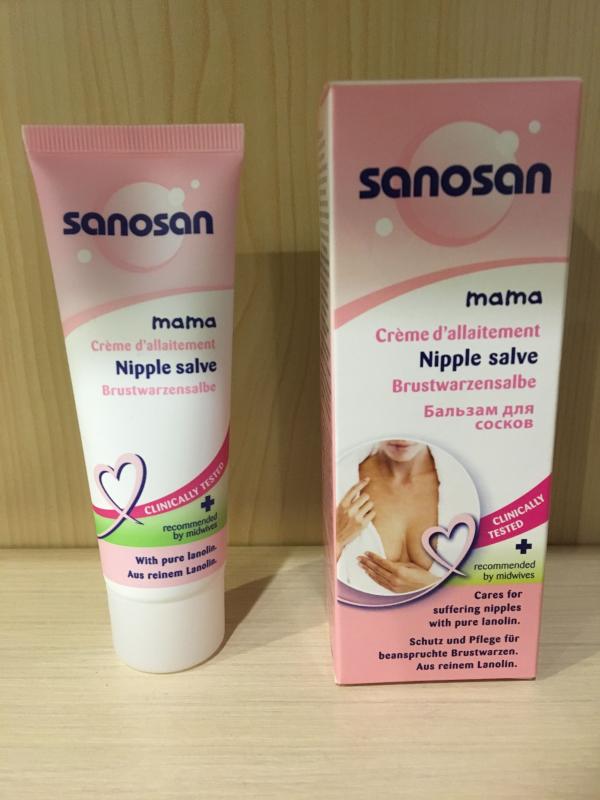 sanosan
mama
Crème d'allaitement
Nipple salve
Brustwarzensalbe
CLINICALLY TESTED
recommended
by midwives
With pure lanolin.
Aus reinem Lanolin.
sanosan
mama
Crème d'allaitement
Nipple salve
Brustwarzensalbe
Бальзам для
сосков
CLINICALLY
TESTED
recommended
by midwives
Cares for
suffering nipples
with pure lanolin.
Schutz und Pflege für
beanspruchte Brustwarzen.
Aus reinem Lanolin.